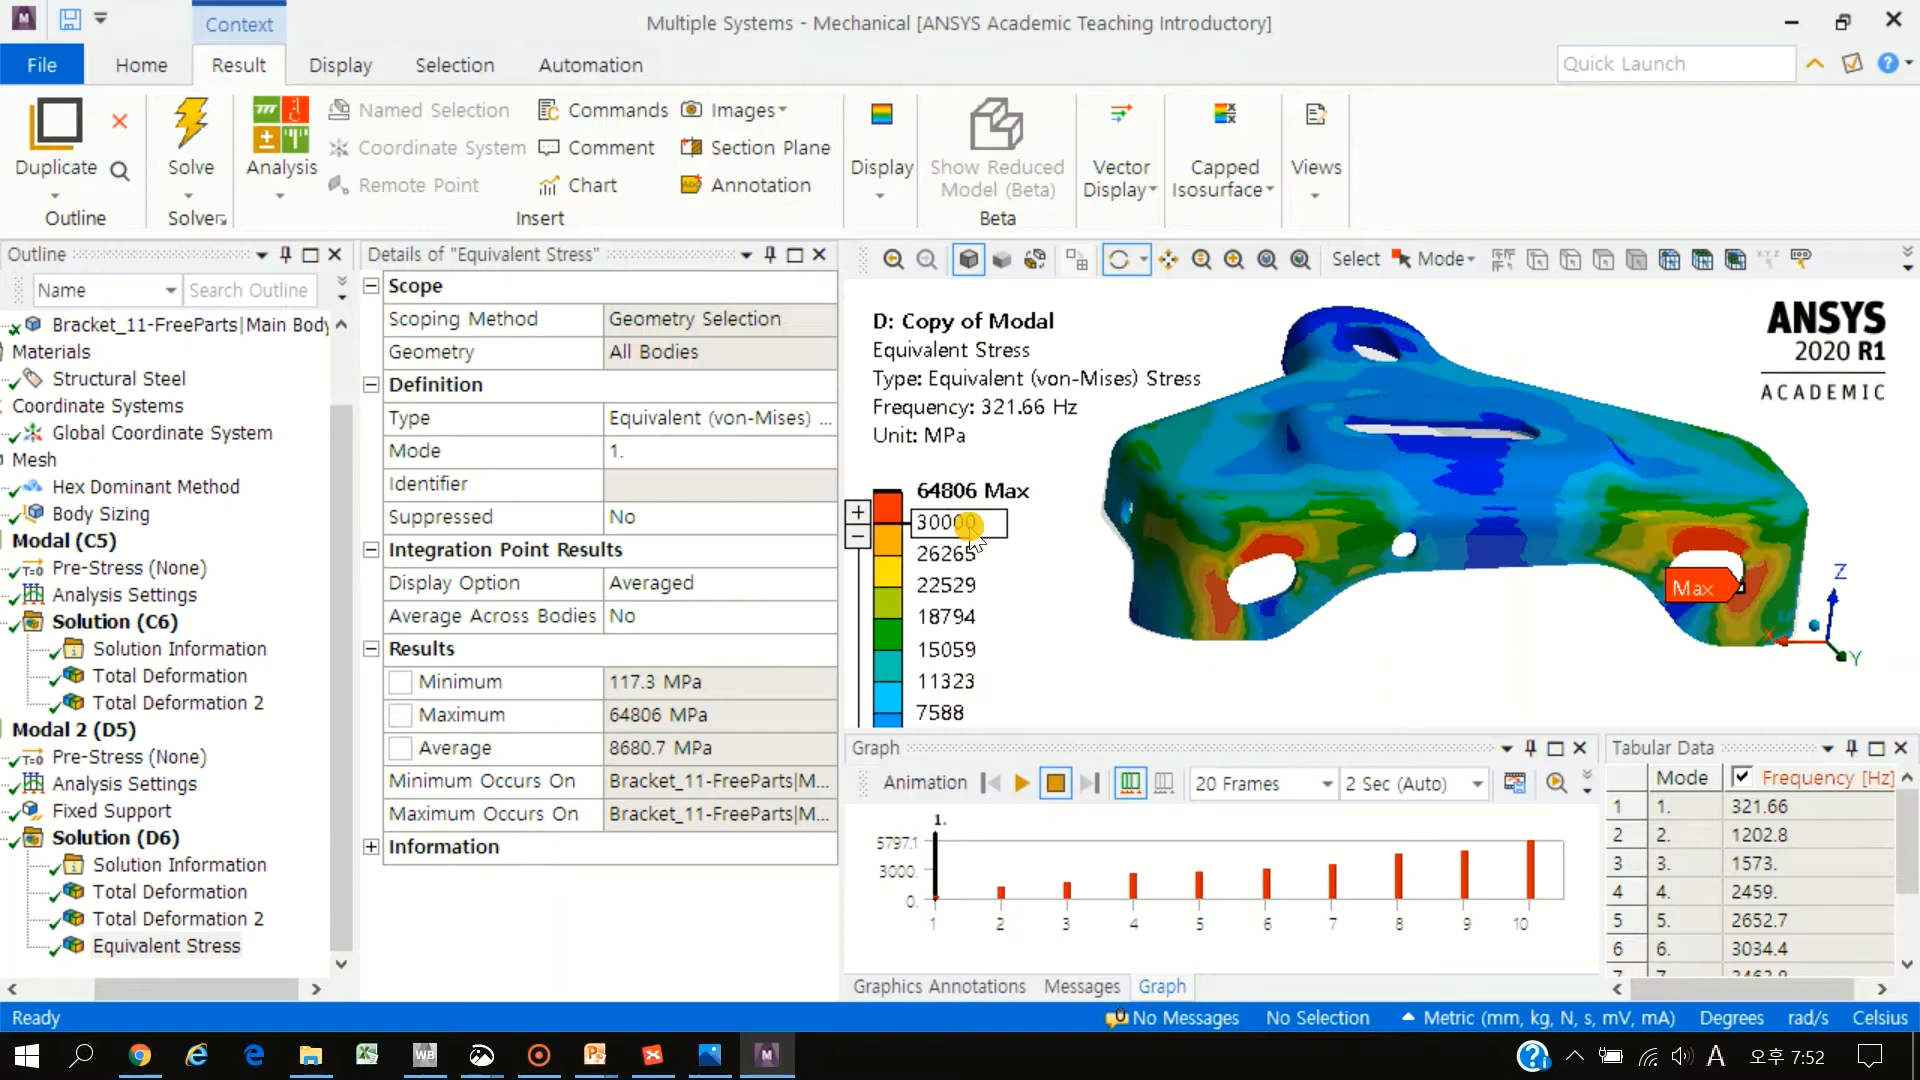 Context
Multiple Systems - Mechanical [ANSYS Academic Teaching Introductory]
File
Home
Result
Display
Selection
Automation
Quick Launch
Duplicate
Outline
Solve
Solver
Analysis
Named Selection
Coordinate System
Remote Point
Commands
Comment
Chart
Images
Section Plane
Annotation
Insert
Display
Show Reduced
Model (Beta)
Beta
Vector
Display
Capped
Isosurface
Views
Outline
Name
Search Outline
Bracket_11-FreeParts|Main Body
Materials
Structural Steel
Coordinate Systems
Global Coordinate System
Mesh
Hex Dominant Method
Body Sizing
Modal (C5)
Pre-Stress (None)
Analysis Settings
Solution (C6)
Solution Information
Total Deformation
Total Deformation 2
Modal 2 (D5)
Pre-Stress (None)
Analysis Settings
Fixed Support
Solution (D6)
Solution Information
Total Deformation
Total Deformation 2
Equivalent Stress
Details of "Equivalent Stress"
Scope
Scoping Method Geometry Selection
Geometry All Bodies
Definition
Type Equivalent (von-Mises) ...
Mode 1.
Identifier
Suppressed No
Integration Point Results
Display Option Averaged
Average Across Bodies No
Results
Minimum 117.3 MPa
Maximum 64806 MPa
Average 8680.7 MPa
Minimum Occurs On Bracket_11-FreeParts|M...
Maximum Occurs On Bracket_11-FreeParts|M...
Information
Select
Mode
D: Copy of Modal
Equivalent Stress
Type: Equivalent (von-Mises) Stress
Frequency: 321.66 Hz
Unit: MPa
64806 Max
30000
26265
22529
18794
15059
11323
7588
Max
Z
X
Y
ANSYS
2020 R1
ACADEMIC
Graph
Animation
20 Frames
2 Sec (Auto)
1.
5797.1
3000.
0.
1 2 3 4 5 6 7 8 9 10
Graphics Annotations
Messages
Graph
Tabular Data
Mode Frequency [Hz]
1 1. 321.66
2 2. 1202.8
3 3. 1573.
4 4. 2459.
5 5. 2652.7
6 6. 3034.4
Ready
No Messages
No Selection
Metric (mm, kg, N, s, mV, mA)
Degrees
rad/s
Celsius
WB
A
오후 7:52